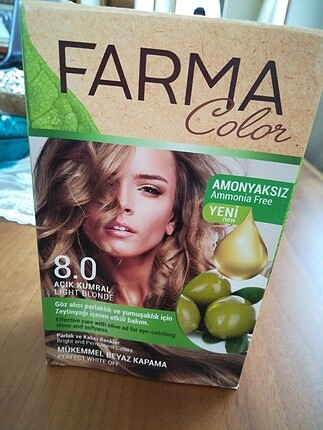 FARMA
Color
AMONYAKSIZ
Ammonia Free
YENİ
new
8.0
AÇIK KUMRAL
LIGHT BLONDE
Göz alıcı parlaklık ve yumuşaklık için
Zeytinyağı içeren etkili bakım.
Effective care with olive oil for eye-catching
shine and softness.
Parlak ve Kalıcı Renkler
Bright and Permanent Colors
MÜKEMMEL BEYAZ KAPAMA
PERFECT WHITE OFF